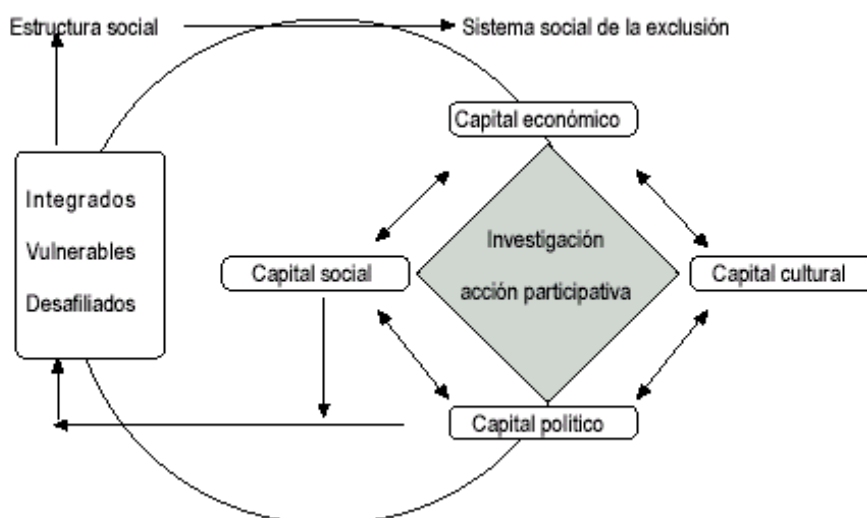 Estructura social
Sistema social de la exclusión
Capital económico
Integrados
Vulnerables
Desafiliados
Investigación
acción participativa
Capital social
Capital cultural
Capital político